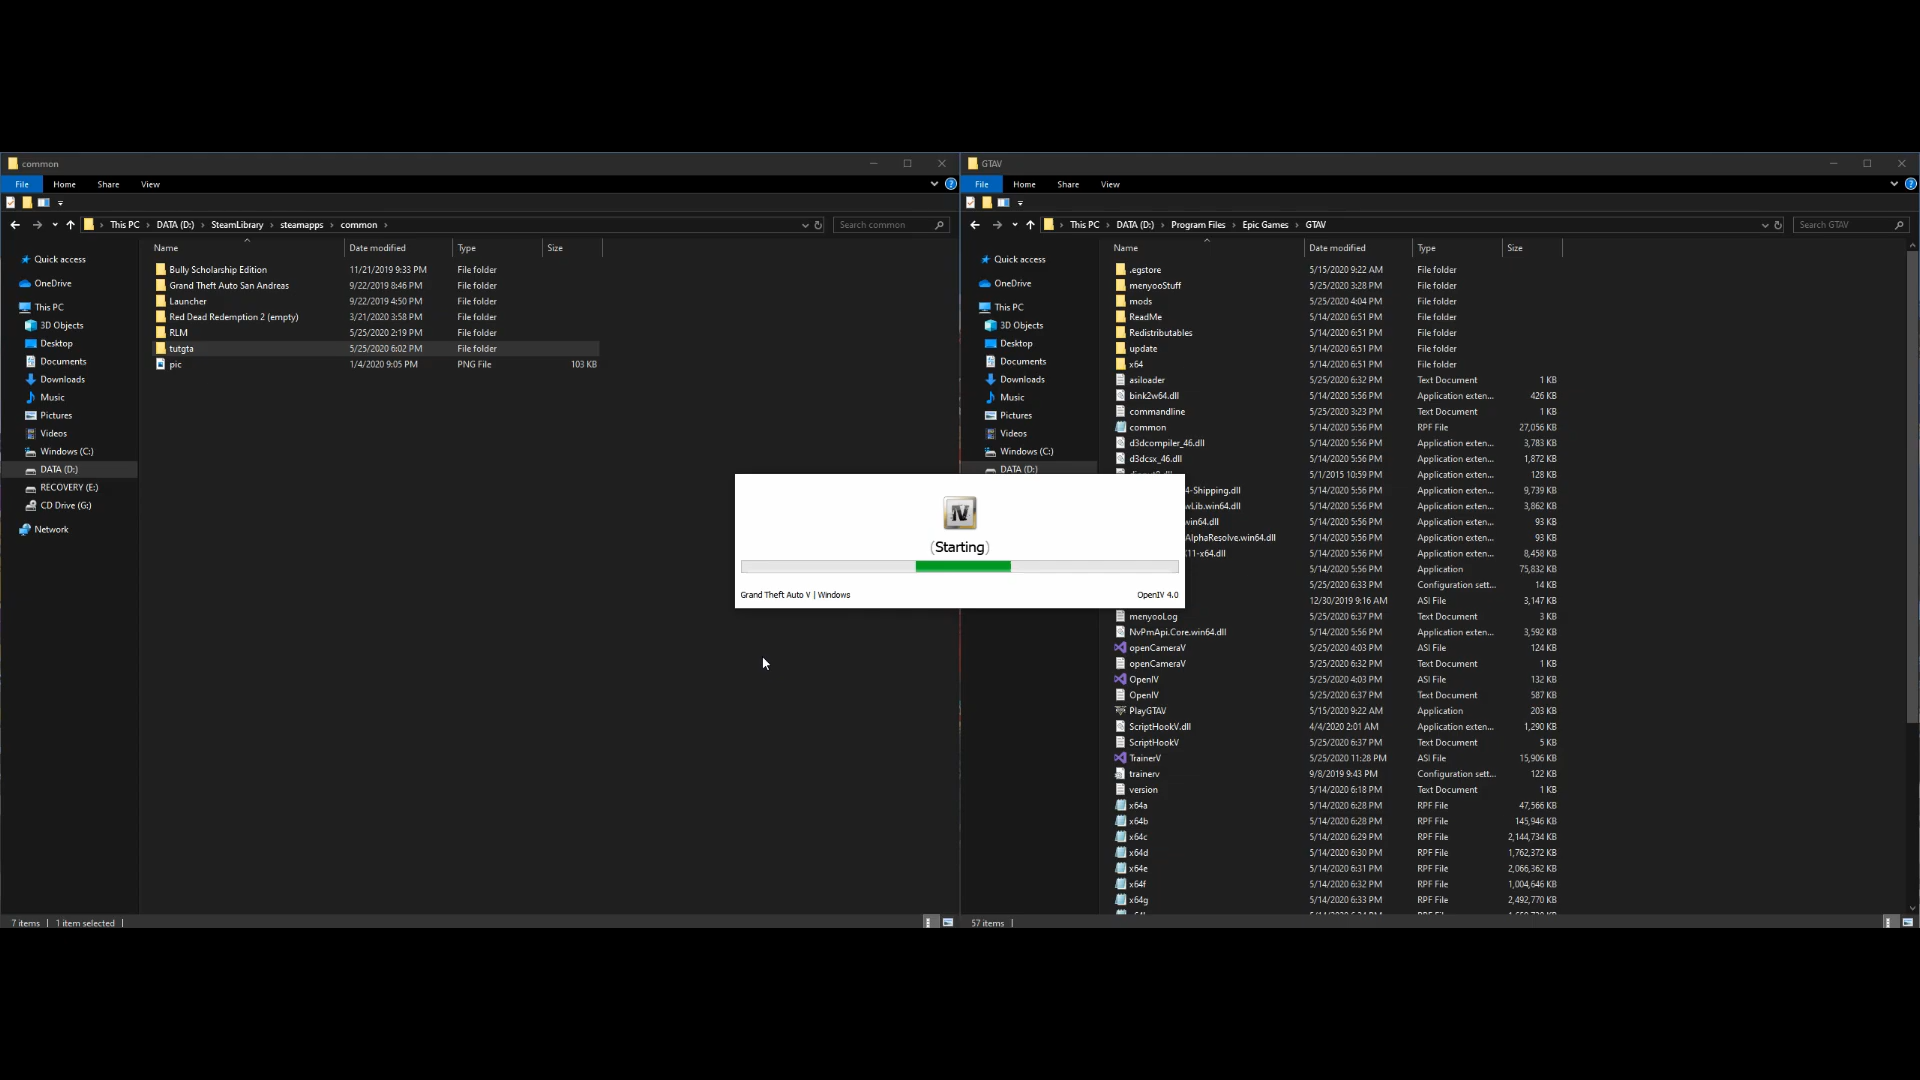 common
File Home Share View
This PC DATA (D:) SteamLibrary steamapps common
Search common
Name Date modified Type Size
Quick access
OneDrive
This PC
3D Objects
Desktop
Documents
Downloads
Music
Pictures
Videos
Windows (C:)
DATA (D:)
RECOVERY (E:)
CD Drive (G:)
Network
Bully Scholarship Edition 11/21/2019 9:33 PM File folder
Grand Theft Auto San Andreas 9/22/2019 8:46 PM File folder
Launcher 9/22/2019 4:50 PM File folder
Red Dead Redemption 2 (empty) 3/21/2020 3:58 PM File folder
RLM 5/25/2020 2:19 PM File folder
tutgta 5/25/2020 6:02 PM File folder
pic 1/4/2020 9:05 PM PNG File 103 KB
7 items 1 item selected
IV
(Starting)
Grand Theft Auto V | Windows OpenIV 4.0
GTAV
File Home Share View
This PC DATA (D:) Program Files Epic Games GTAV
Search GTAV
Name Date modified Type Size
Quick access
OneDrive
This PC
3D Objects
Desktop
Documents
Downloads
Music
Pictures
Videos
Windows (C:)
DATA (D:)
.egstore 5/15/2020 9:22 AM File folder
menyooStuff 5/25/2020 3:28 PM File folder
mods 5/25/2020 4:04 PM File folder
ReadMe 5/14/2020 6:51 PM File folder
Redistributables 5/14/2020 6:51 PM File folder
update 5/14/2020 6:51 PM File folder
x64 5/14/2020 6:51 PM File folder
asiloader 5/25/2020 6:32 PM Text Document 1 KB
bink2w64.dll 5/14/2020 5:56 PM Application exten... 426 KB
commandline 5/25/2020 3:23 PM Text Document 1 KB
common 5/14/2020 5:56 PM RPF File 27,056 KB
d3dcompiler_46.dll 5/14/2020 5:56 PM Application exten... 3,783 KB
d3dcsx_46.dll 5/14/2020 5:56 PM Application exten... 1,872 KB
5/1/2015 10:59 PM Application exten... 128 KB
4-Shipping.dll 5/14/2020 5:56 PM Application exten... 9,739 KB
wLib.win64.dll 5/14/2020 5:56 PM Application exten... 3,862 KB
win64.dll 5/14/2020 5:56 PM Application exten... 93 KB
AlphaResolve.win64.dll 5/14/2020 5:56 PM Application exten... 93 KB
11-x64.dll 5/14/2020 5:56 PM Application exten... 8,458 KB
5/14/2020 5:56 PM Application 75,832 KB
5/25/2020 6:33 PM Configuration sett... 14 KB
12/30/2019 9:16 AM ASI File 3,147 KB
menyooLog 5/25/2020 6:37 PM Text Document 3 KB
NvPmApi.Core.win64.dll 5/14/2020 5:56 PM Application exten... 3,592 KB
openCameraV 5/25/2020 4:03 PM ASI File 124 KB
openCameraV 5/25/2020 6:32 PM Text Document 1 KB
OpenIV 5/25/2020 4:03 PM ASI File 132 KB
OpenIV 5/25/2020 6:37 PM Text Document 587 KB
PlayGTAV 5/15/2020 9:22 AM Application 203 KB
ScriptHookV.dll 4/4/2020 2:01 AM Application exten... 1,290 KB
ScriptHookV 5/25/2020 6:37 PM Text Document 5 KB
TrainerV 5/25/2020 11:28 PM ASI File 15,906 KB
trainerv 9/8/2019 9:43 PM Configuration sett... 122 KB
version 5/14/2020 6:18 PM Text Document 1 KB
x64a 5/14/2020 6:28 PM RPF File 47,566 KB
x64b 5/14/2020 6:28 PM RPF File 145,946 KB
x64c 5/14/2020 6:29 PM RPF File 2,144,734 KB
x64d 5/14/2020 6:30 PM RPF File 1,762,372 KB
x64e 5/14/2020 6:31 PM RPF File 2,066,362 KB
x64f 5/14/2020 6:32 PM RPF File 1,004,646 KB
x64g 5/14/2020 6:33 PM RPF File 2,492,770 KB
57 items